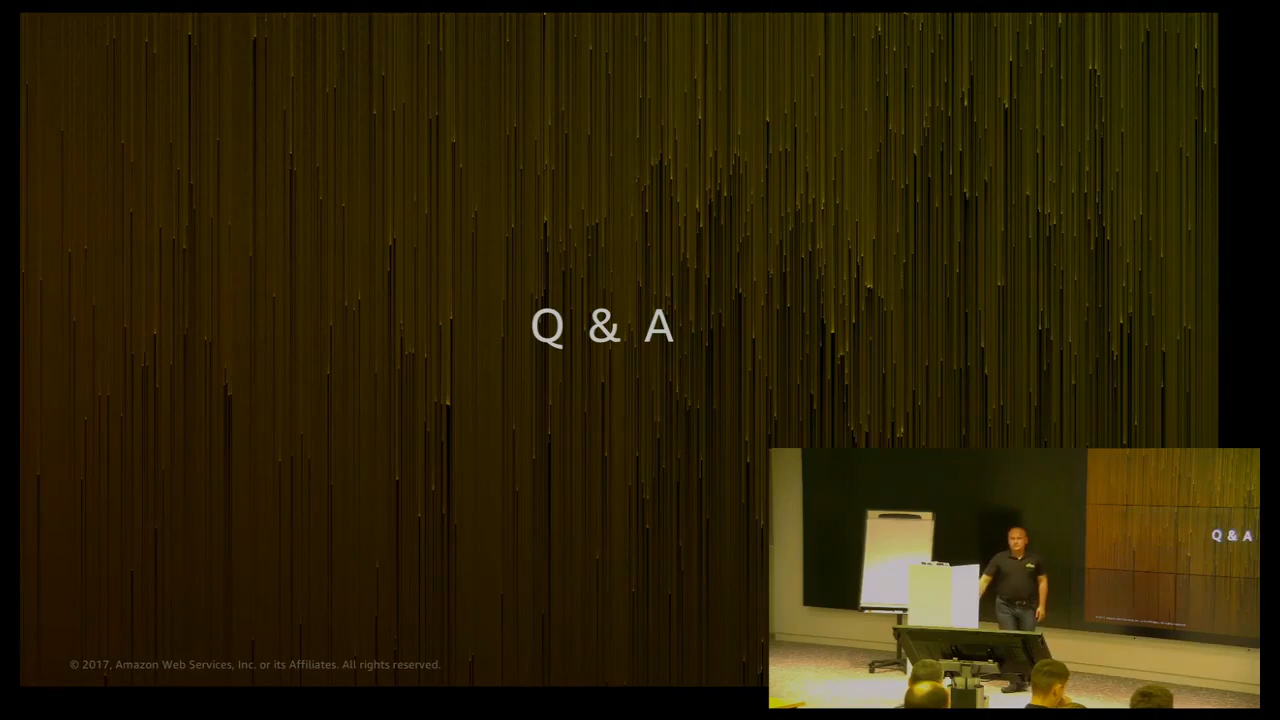 Q & A
© 2017, Amazon Web Services, Inc. or its Affiliates. All rights reserved.
Q & A